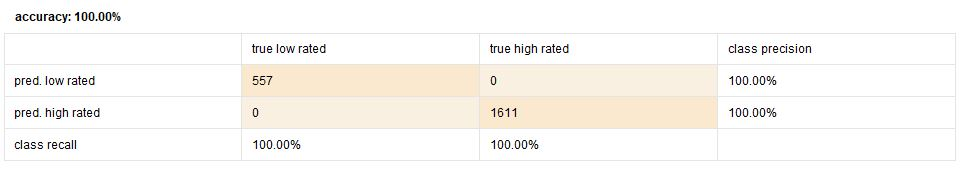 accuracy: 100.00%
true low rated true high rated class precision
pred. low rated 557 0 100.00%
pred. high rated 0 1611 100.00%
class recall 100.00% 100.00%